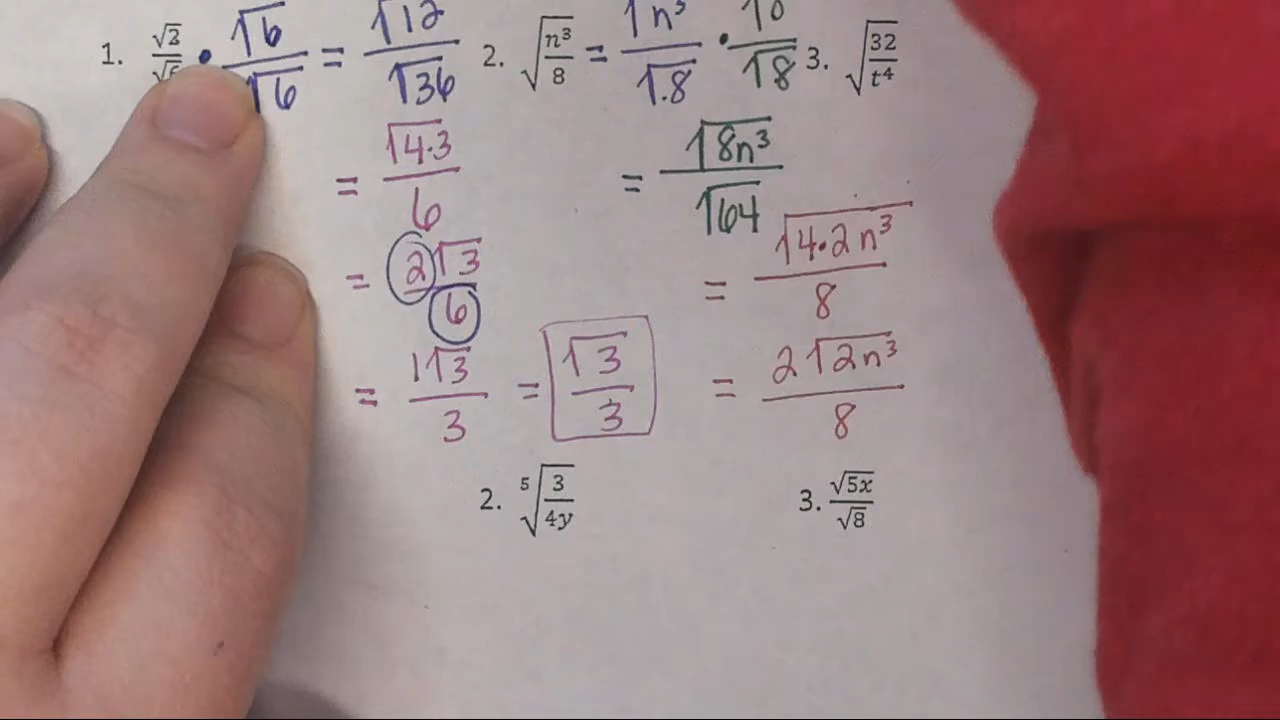 1. √2/√6 • √6/√6 = √12/√36
= √4·3/6
= 2√3/6
= 1√3/3 = √3/3
2. √n³/8 = √n³/√8 • √8/√8
= √8n³/√64
= √4•2n³/8
= 2√2n³/8
3. √32/t⁴
2. ⁵√3/4y
3. √5x/√8